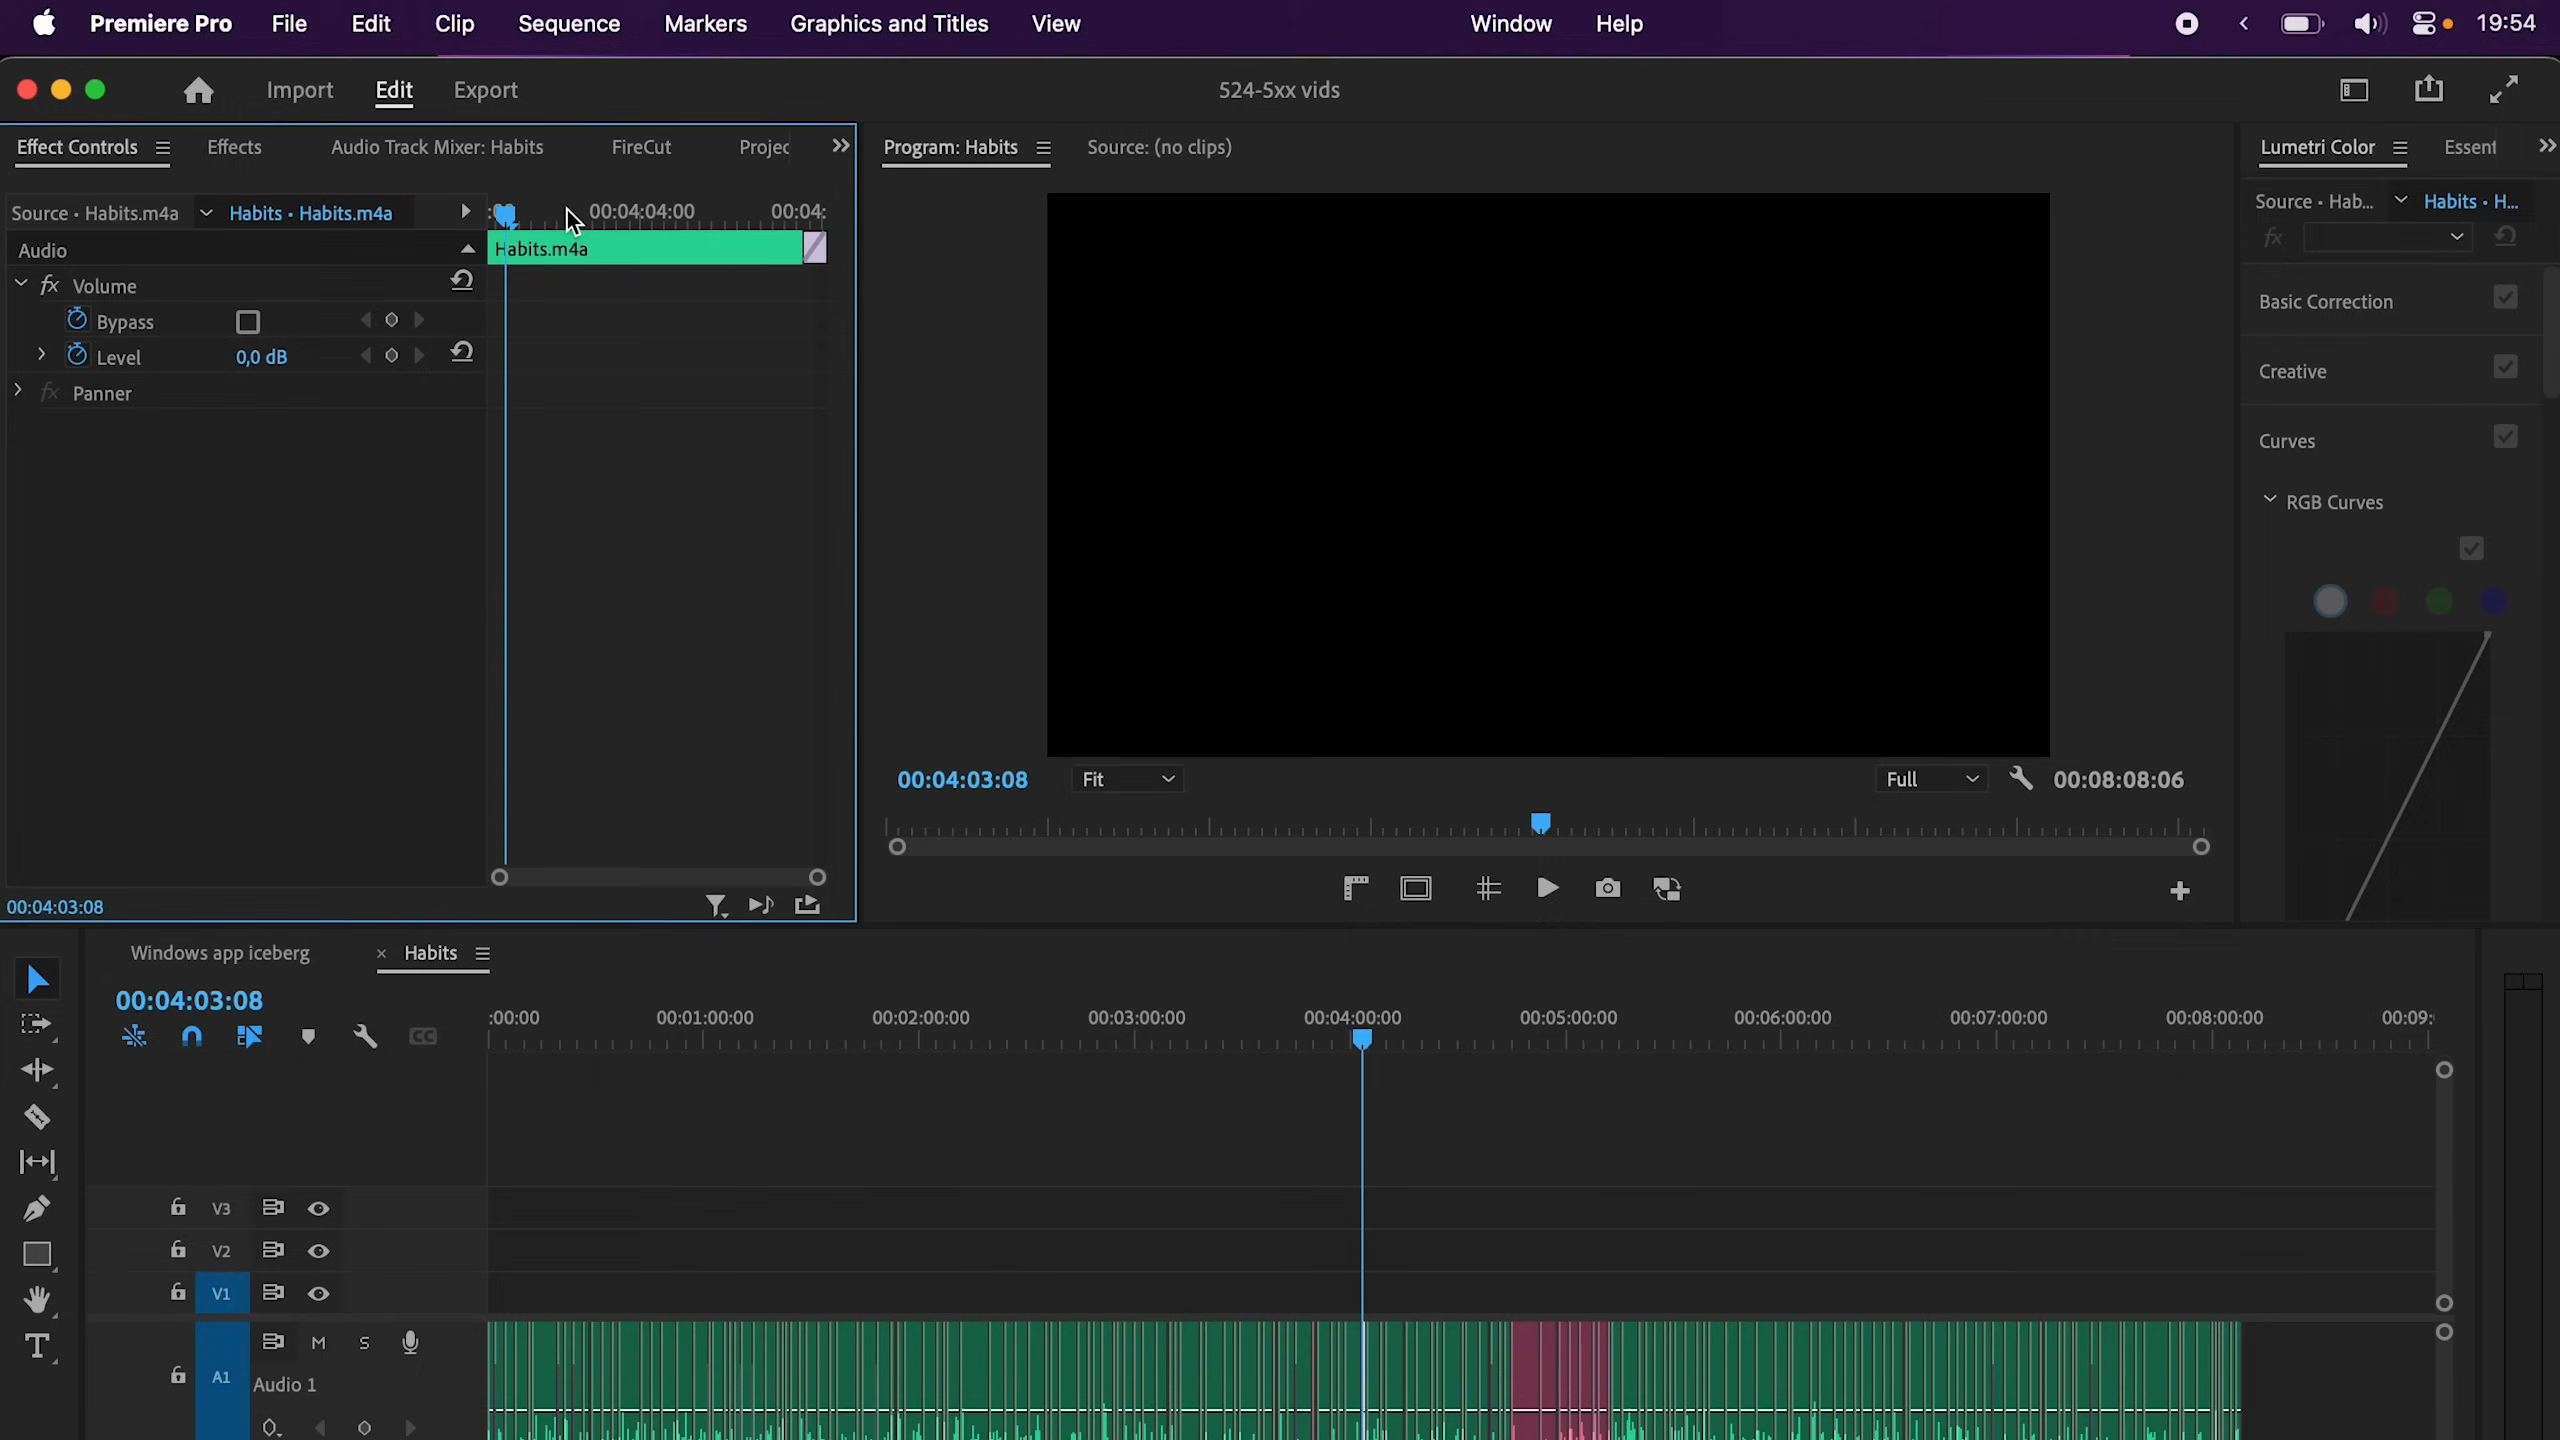 Premiere Pro File Edit Clip Sequence Markers Graphics and Titles View Window Help 19:54
Import Edit Export 524-5xx vids
Effect Controls Effects Audio Track Mixer: Habits FireCut Projec Program: Habits Source: (no clips) Lumetri Color Essent
Source • Habits.m4a Habits • Habits.m4a 00:04:04:00 00:04: Source • Hab... Habits • H...
Audio Habits.m4a fx
fx Volume
Basic Correction
Bypass
Level 0,0 dB
Creative
fx Panner
Curves
RGB Curves
00:04:03:08 Fit Full 00:08:08:06
00:04:03:08
Windows app iceberg × Habits
00:04:03:08
:00:00 00:01:00:00 00:02:00:00 00:03:00:00 00:04:00:00 00:05:00:00 00:06:00:00 00:07:00:00 00:08:00:00 00:09:
CC
V3
V2
V1
M S
A1 Audio 1